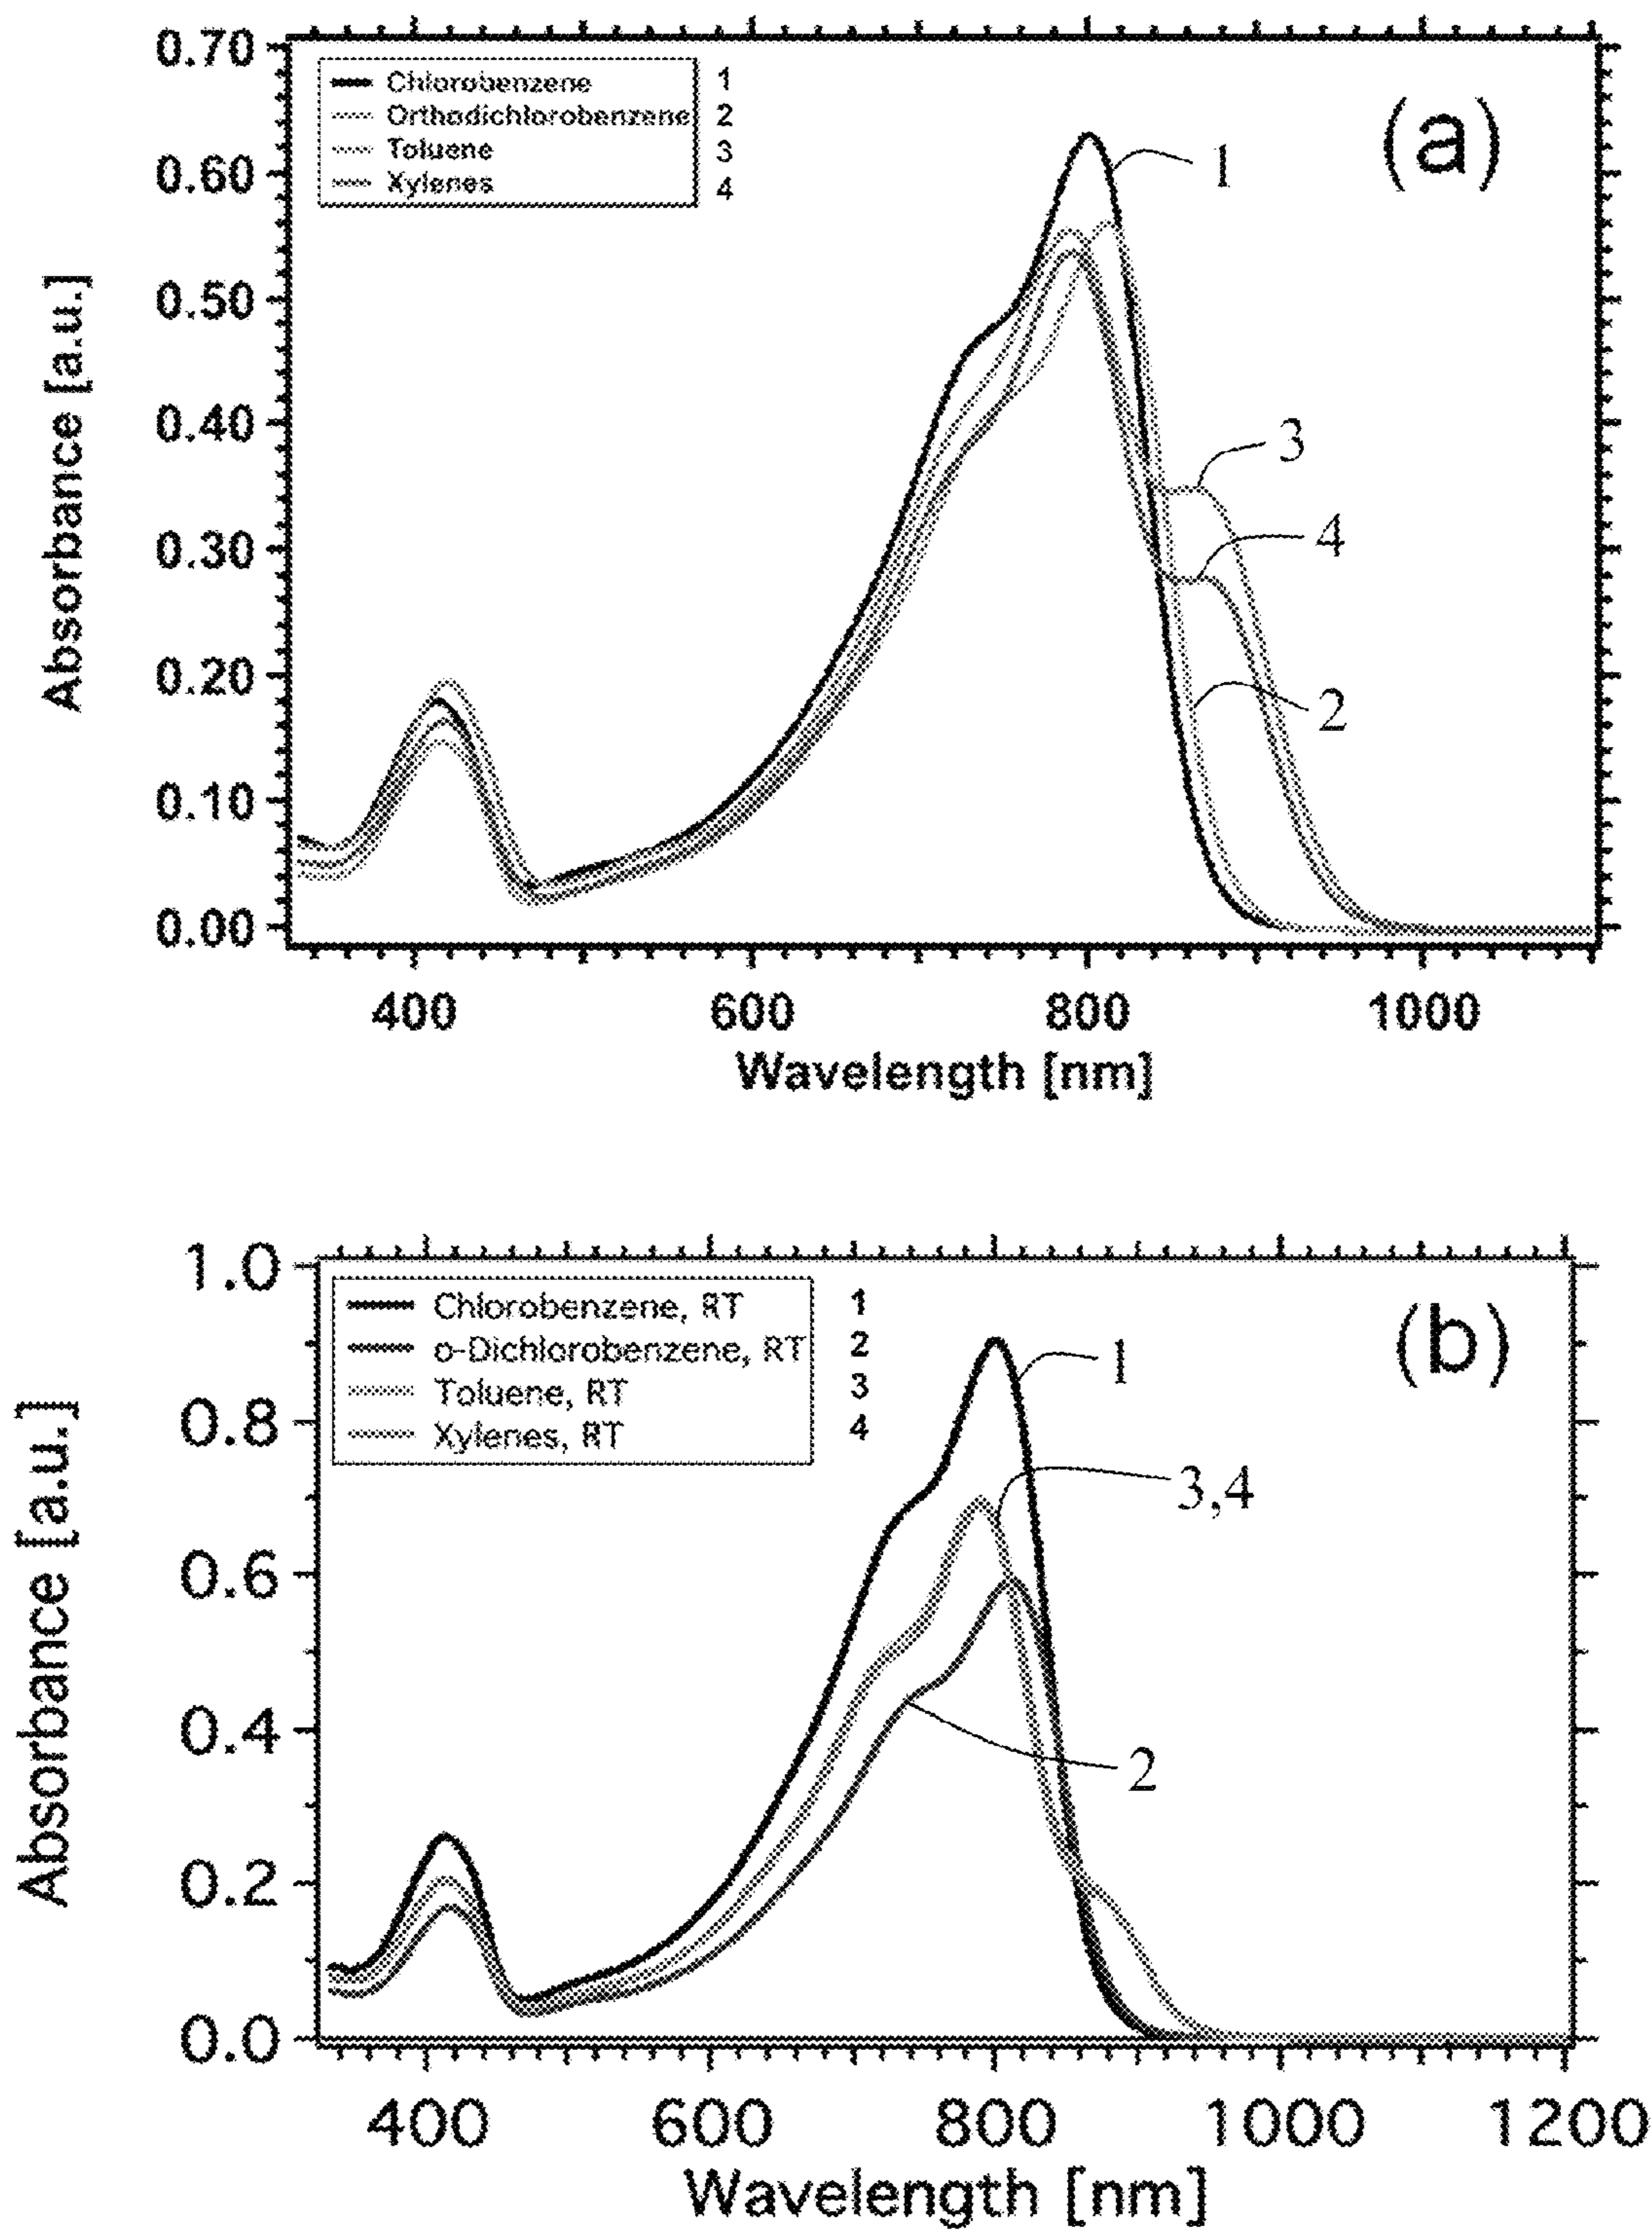 (a)
Chlorobenzene 1
Orthodichlorobenzene 2
Toluene 3
Xylenes 4
0.70
0.60
0.50
0.40
0.30
0.20
0.10
0.00
Absorbance [a.u.]
1
3
4
2
400 600 800 1000
Wavelength [nm]
(b)
Chlorobenzene, RT 1
o-Dichlorobenzene, RT 2
Toluene, RT 3
Xylenes, RT 4
1.0
0.8
0.6
0.4
0.2
0.0
Absorbance [a.u.]
1
3,4
2
400 600 800 1000 1200
Wavelength [nm]